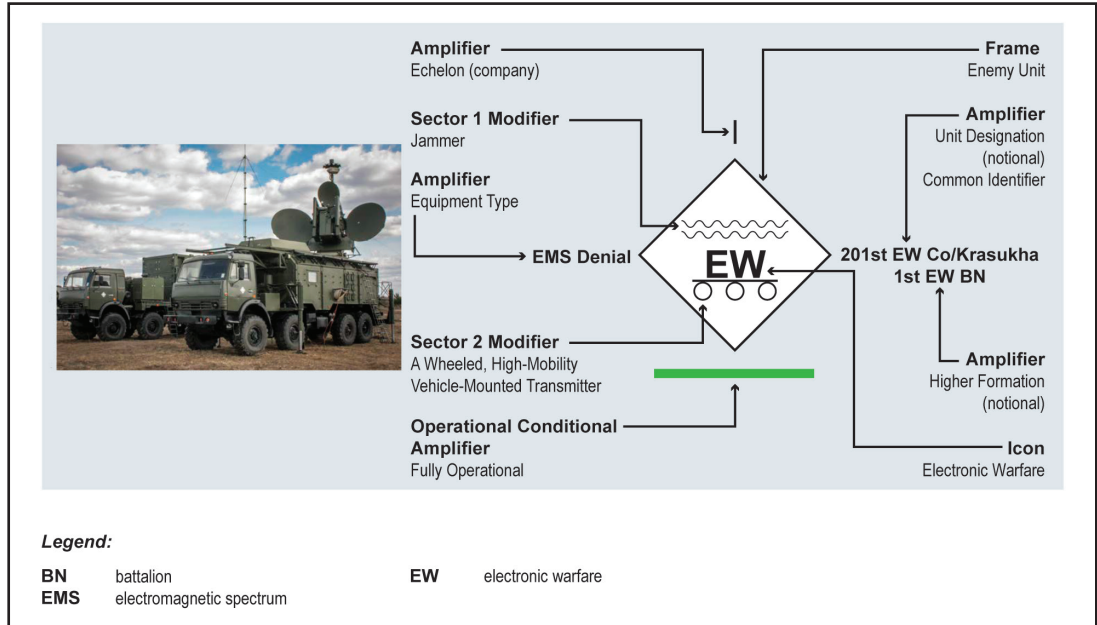 Amplifier
Echelon (company)
Frame
Enemy Unit
Sector 1 Modifier
Jammer
Amplifier
Unit Designation
(notional)
Common Identifier
Amplifier
Equipment Type
EMS Denial
EW
201st EW Co/Krasukha
1st EW BN
Sector 2 Modifier
A Wheeled, High-Mobility
Vehicle-Mounted Transmitter
Amplifier
Higher Formation
(notional)
Operational Conditional
Amplifier
Fully Operational
Icon
Electronic Warfare
Legend:
BN battalion
EMS electromagnetic spectrum
EW electronic warfare